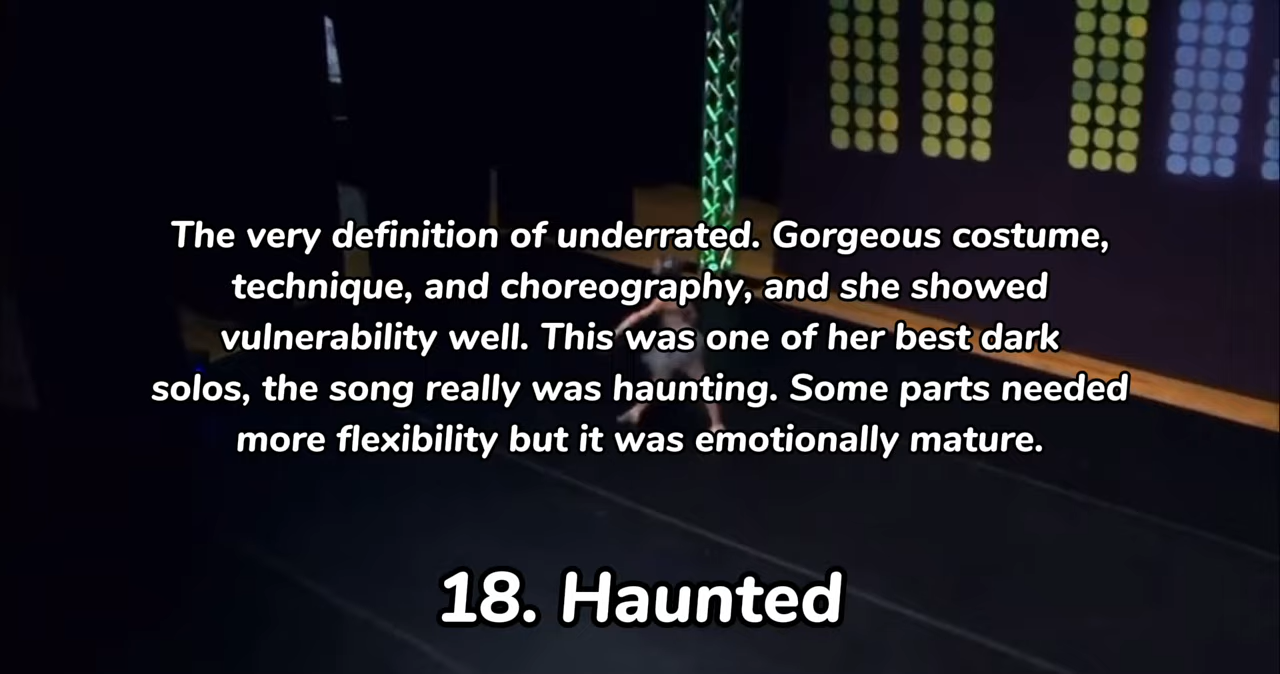 The very definition of underrated. Gorgeous costume,
technique, and choreography, and she showed
vulnerability well. This was one of her best dark
solos, the song really was haunting. Some parts needed
more flexibility but it was emotionally mature.
18. Haunted